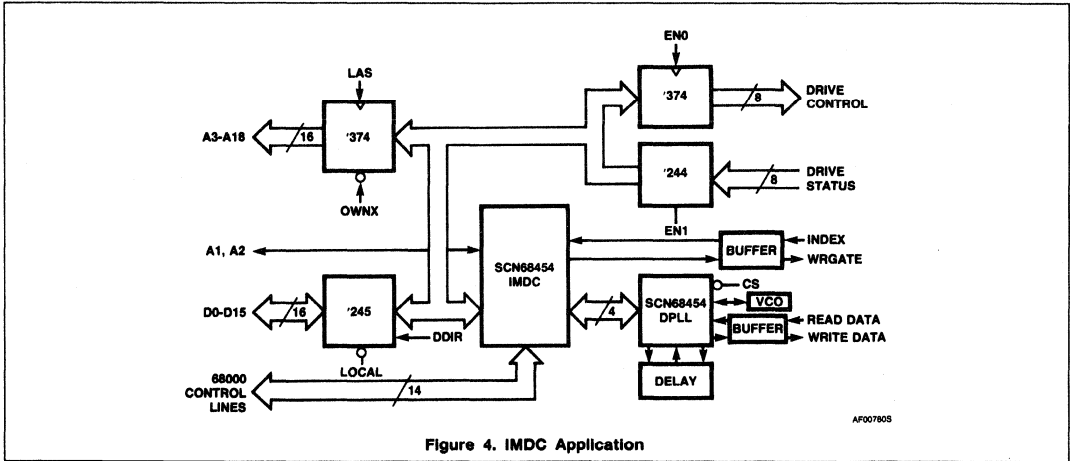 EN0
LAS
'374
8
DRIVE
CONTROL
A3-A18
16
'374
'244
8
DRIVE
STATUS
OWNX
EN1
A1, A2
SCN68454
IMDC
BUFFER
INDEX
WRGATE
CS
D0-D15
16
'245
DDIR
4
SCN68454
DPLL
VCO
BUFFER
READ DATA
WRITE DATA
LOCAL
DELAY
68000
CONTROL
LINES
14
AF00760S
Figure 4. IMDC Application